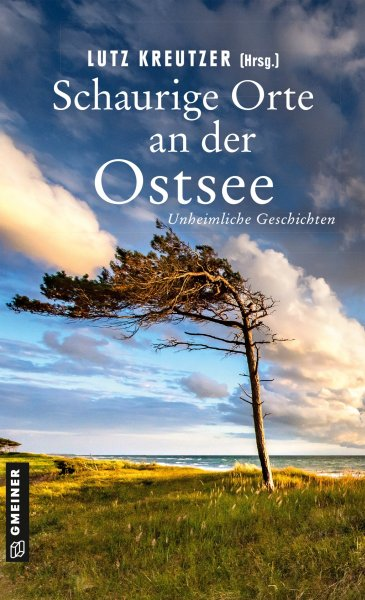 LUTZ KREUTZER (Hrsg.)
Schaurige Orte
an der
Ostsee
Unheimliche Geschichten
GMEINER